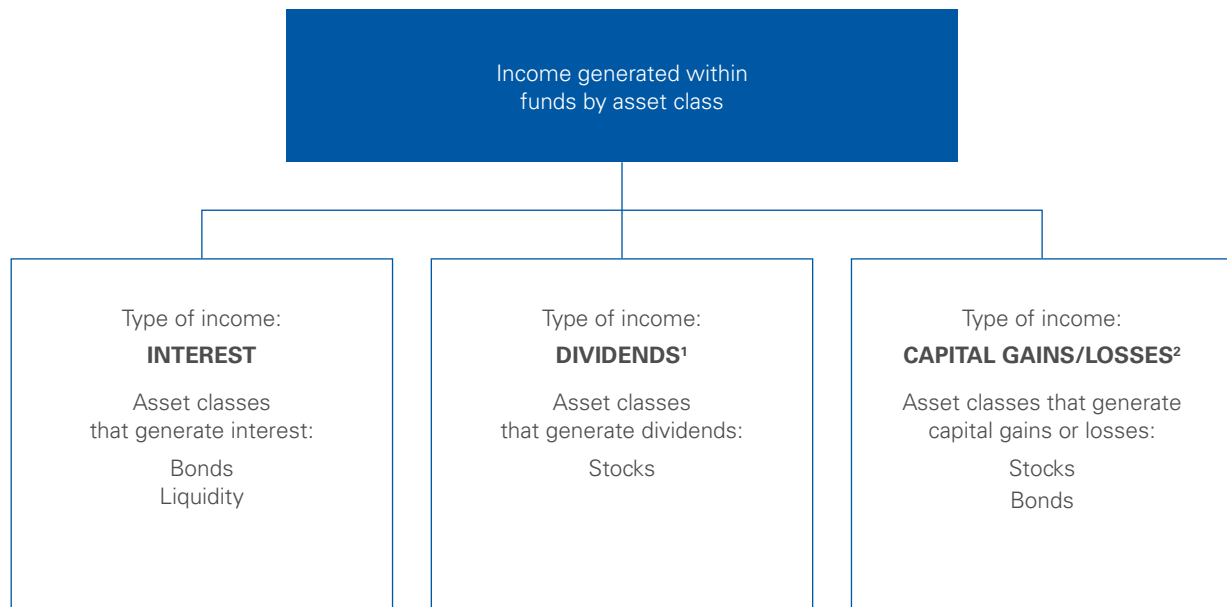 Income generated within
funds by asset class
Type of income:
INTEREST
Asset classes
that generate interest:
Bonds
Liquidity
Type of income:
DIVIDENDS¹
Asset classes
that generate dividends:
Stocks
Type of income:
CAPITAL GAINS/LOSSES²
Asset classes that generate
capital gains or losses:
Stocks
Bonds